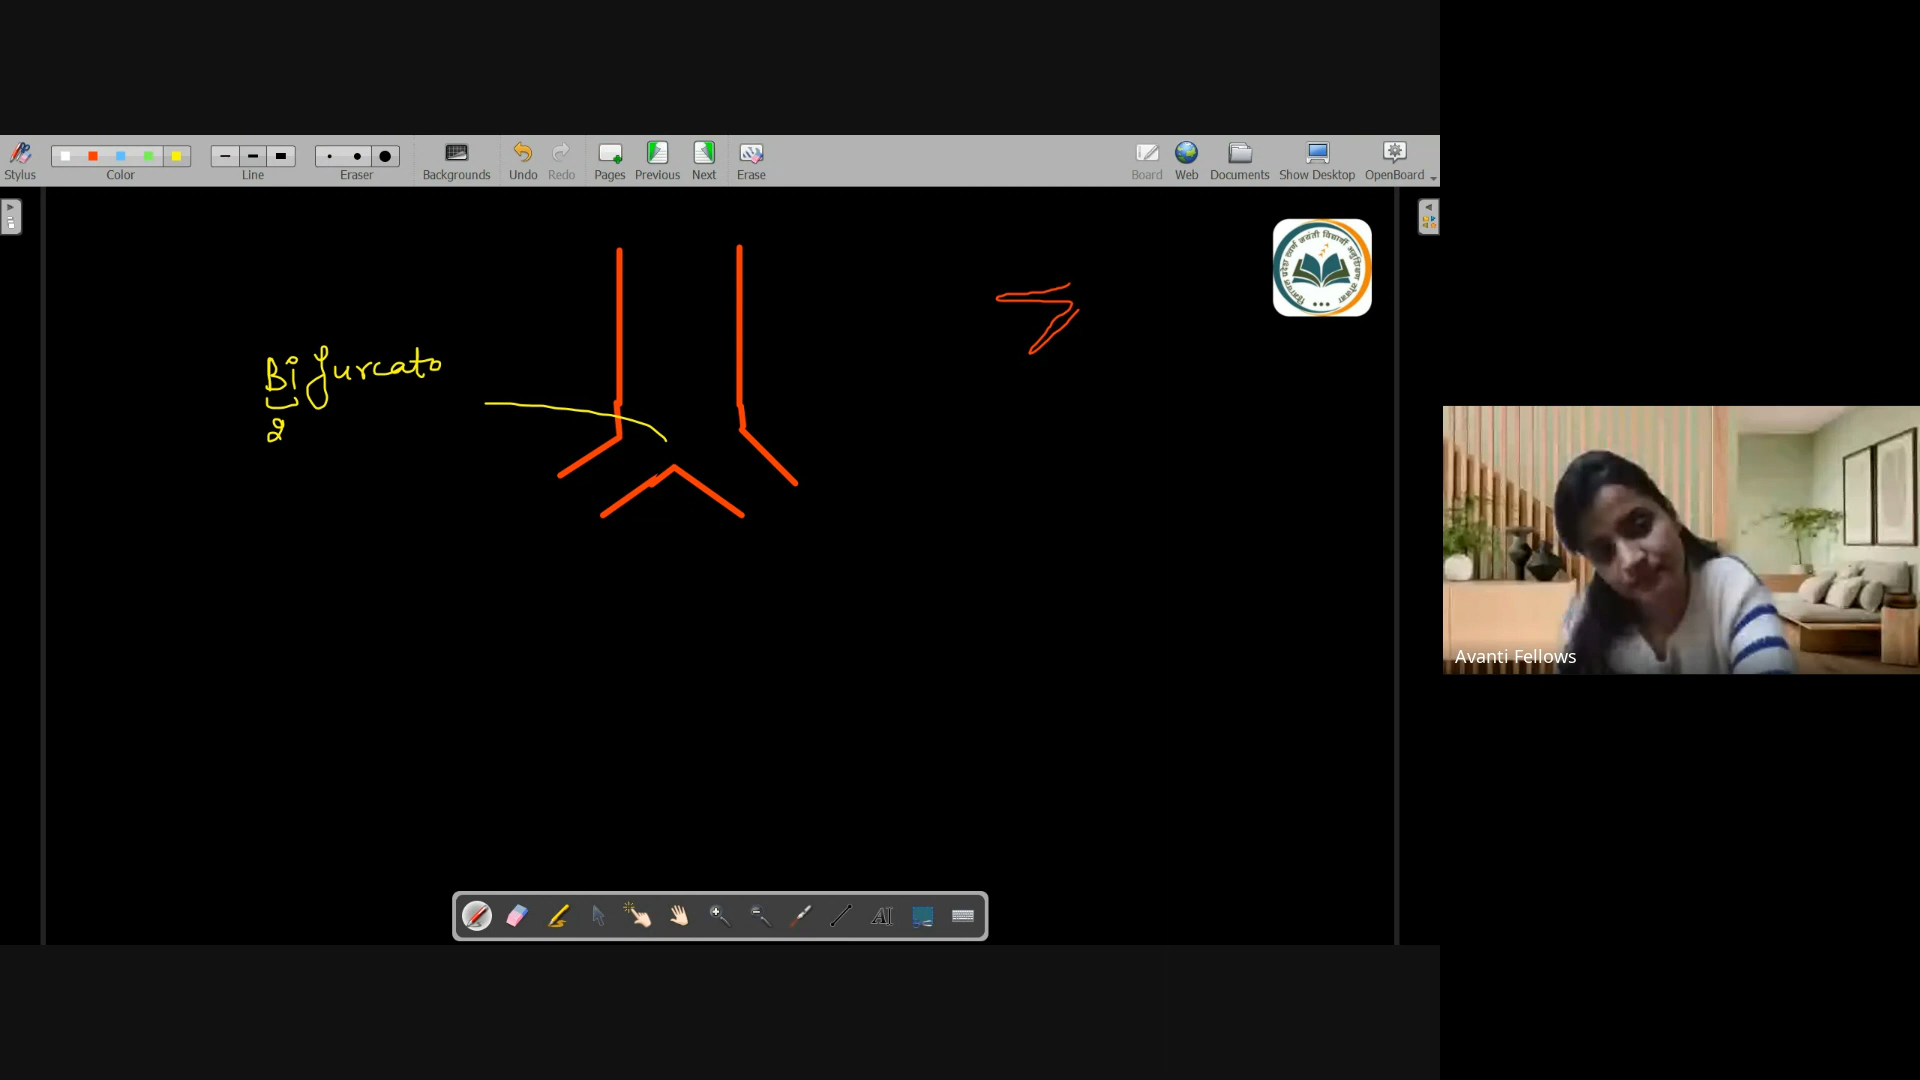 Stylus
Color
Line
Eraser
Backgrounds
Undo
Redo
Pages
Previous
Next
Erase
Board
Web
Documents
Show Desktop
OpenBoard
Bifurcato
2
Avanti Fellows